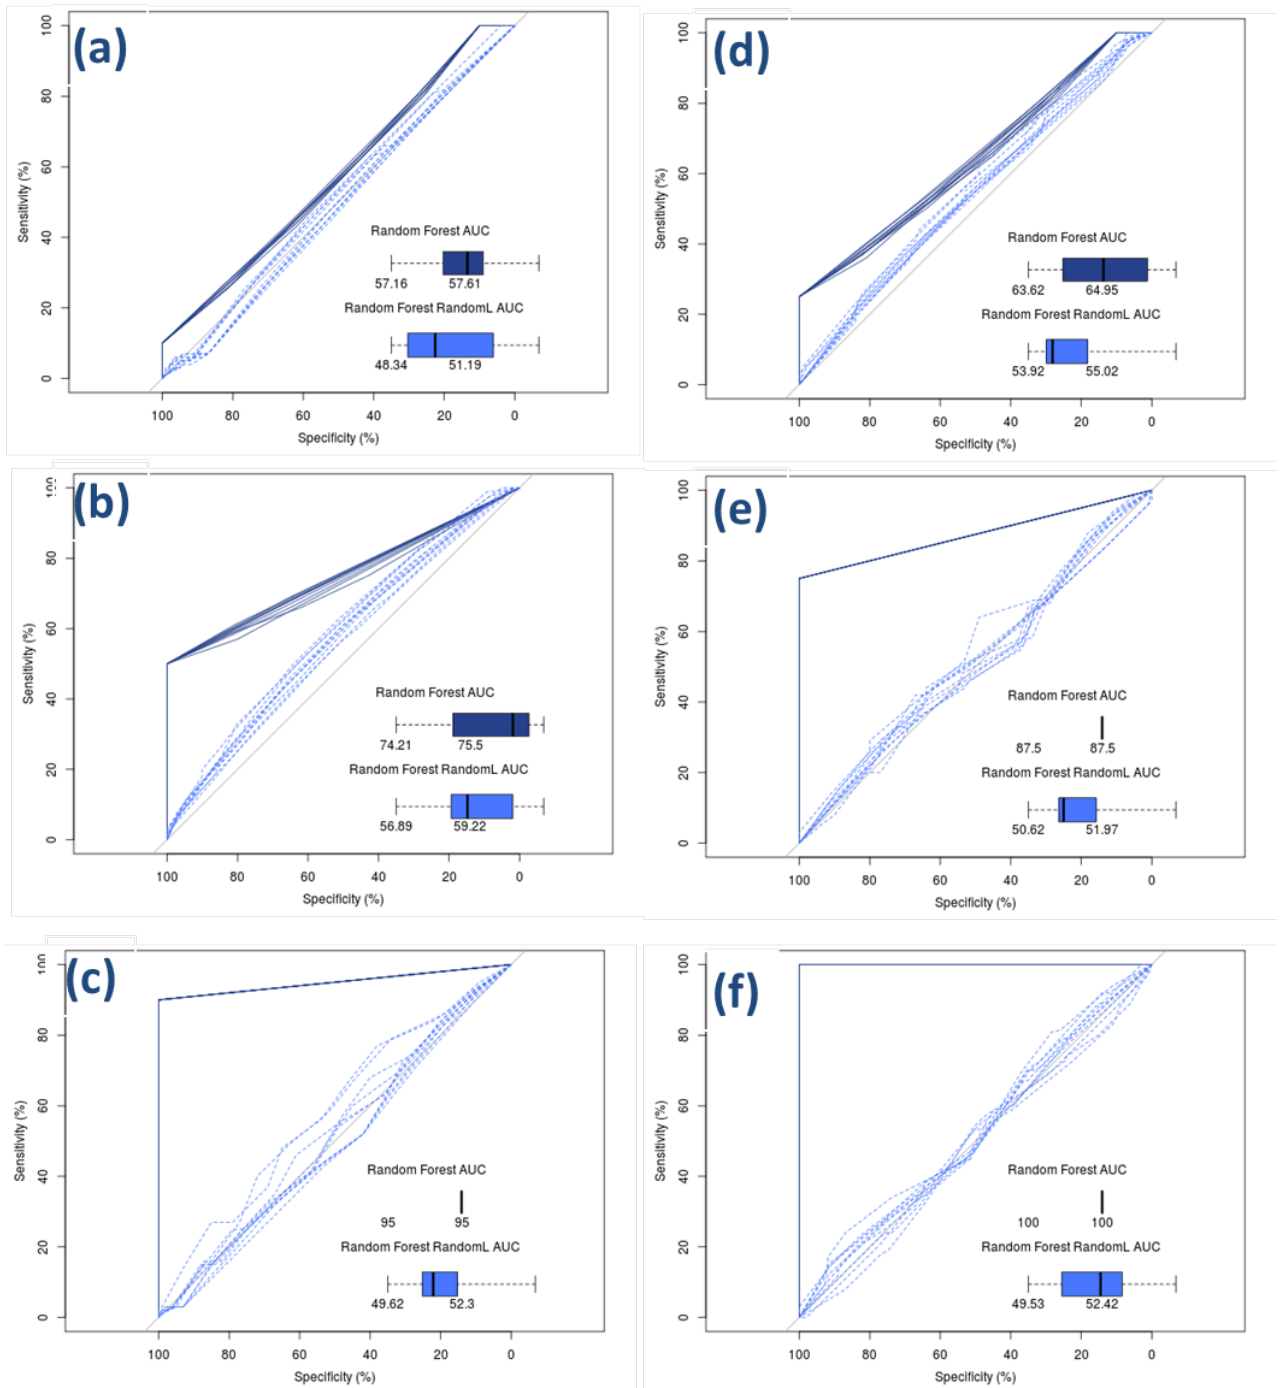 (a)
100
80
60
40
20
0
Sensitivity (%)
Random Forest AUC
57.16 57.61
Random Forest RandomL AUC
48.34 51.19
100 80 60 40 20 0
Specificity (%)
(d)
100
80
60
40
20
0
Sensitivity (%)
Random Forest AUC
63.62 64.95
Random Forest RandomL AUC
53.92 55.02
100 80 60 40 20 0
Specificity (%)
(b)
80
60
40
20
0
Sensitivity (%)
Random Forest AUC
74.21 75.5
Random Forest RandomL AUC
56.89 59.22
100 80 60 40 20 0
Specificity (%)
(e)
100
80
60
40
20
0
Sensitivity (%)
Random Forest AUC
87.5 87.5
Random Forest RandomL AUC
50.62 51.97
100 80 60 40 20 0
Specificity (%)
(c)
100
80
60
40
20
0
Sensitivity (%)
Random Forest AUC
95 95
Random Forest RandomL AUC
49.62 52.3
100 80 60 40 20 0
Specificity (%)
(f)
100
80
60
40
20
0
Sensitivity (%)
Random Forest AUC
100 100
Random Forest RandomL AUC
49.53 52.42
100 80 60 40 20 0
Specificity (%)